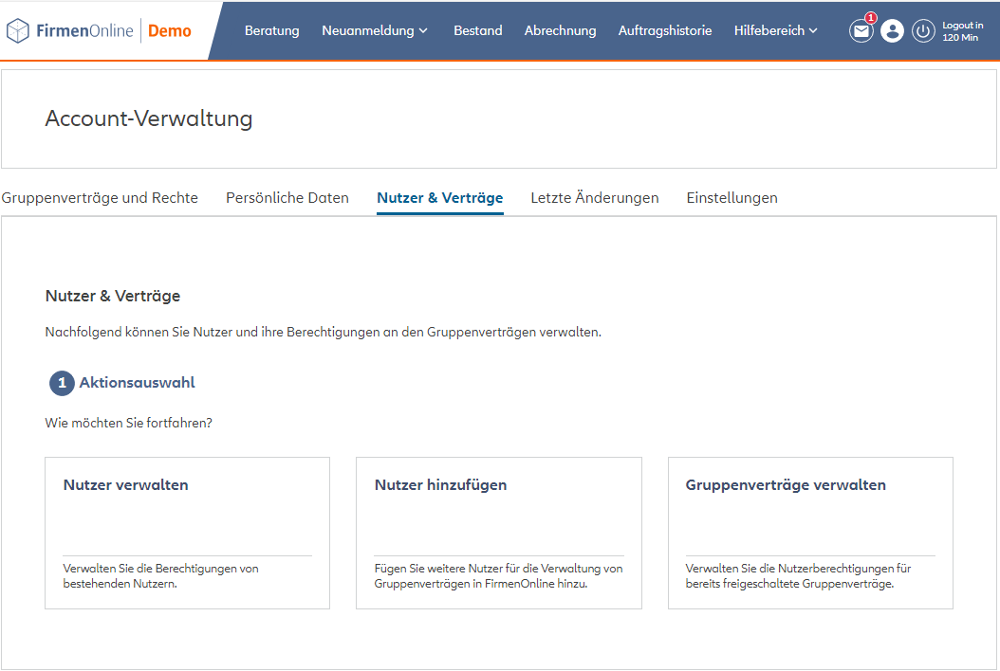 FirmenOnline Demo
Beratung Neuanmeldung Bestand Abrechnung Auftragshistorie Hilfebereich 1 Logout in
120 Min
Account-Verwaltung
Gruppenverträge und Rechte Persönliche Daten Nutzer & Verträge Letzte Änderungen Einstellungen
Nutzer & Verträge
Nachfolgend können Sie Nutzer und ihre Berechtigungen an den Gruppenverträgen verwalten.
1 Aktionsauswahl
Wie möchten Sie fortfahren?
Nutzer verwalten
Verwalten Sie die Berechtigungen von
bestehenden Nutzern.
Nutzer hinzufügen
Fügen Sie weitere Nutzer für die Verwaltung von
Gruppenverträgen in FirmenOnline hinzu.
Gruppenverträge verwalten
Verwalten Sie die Nutzerberechtigungen für
bereits freigeschaltete Gruppenverträge.